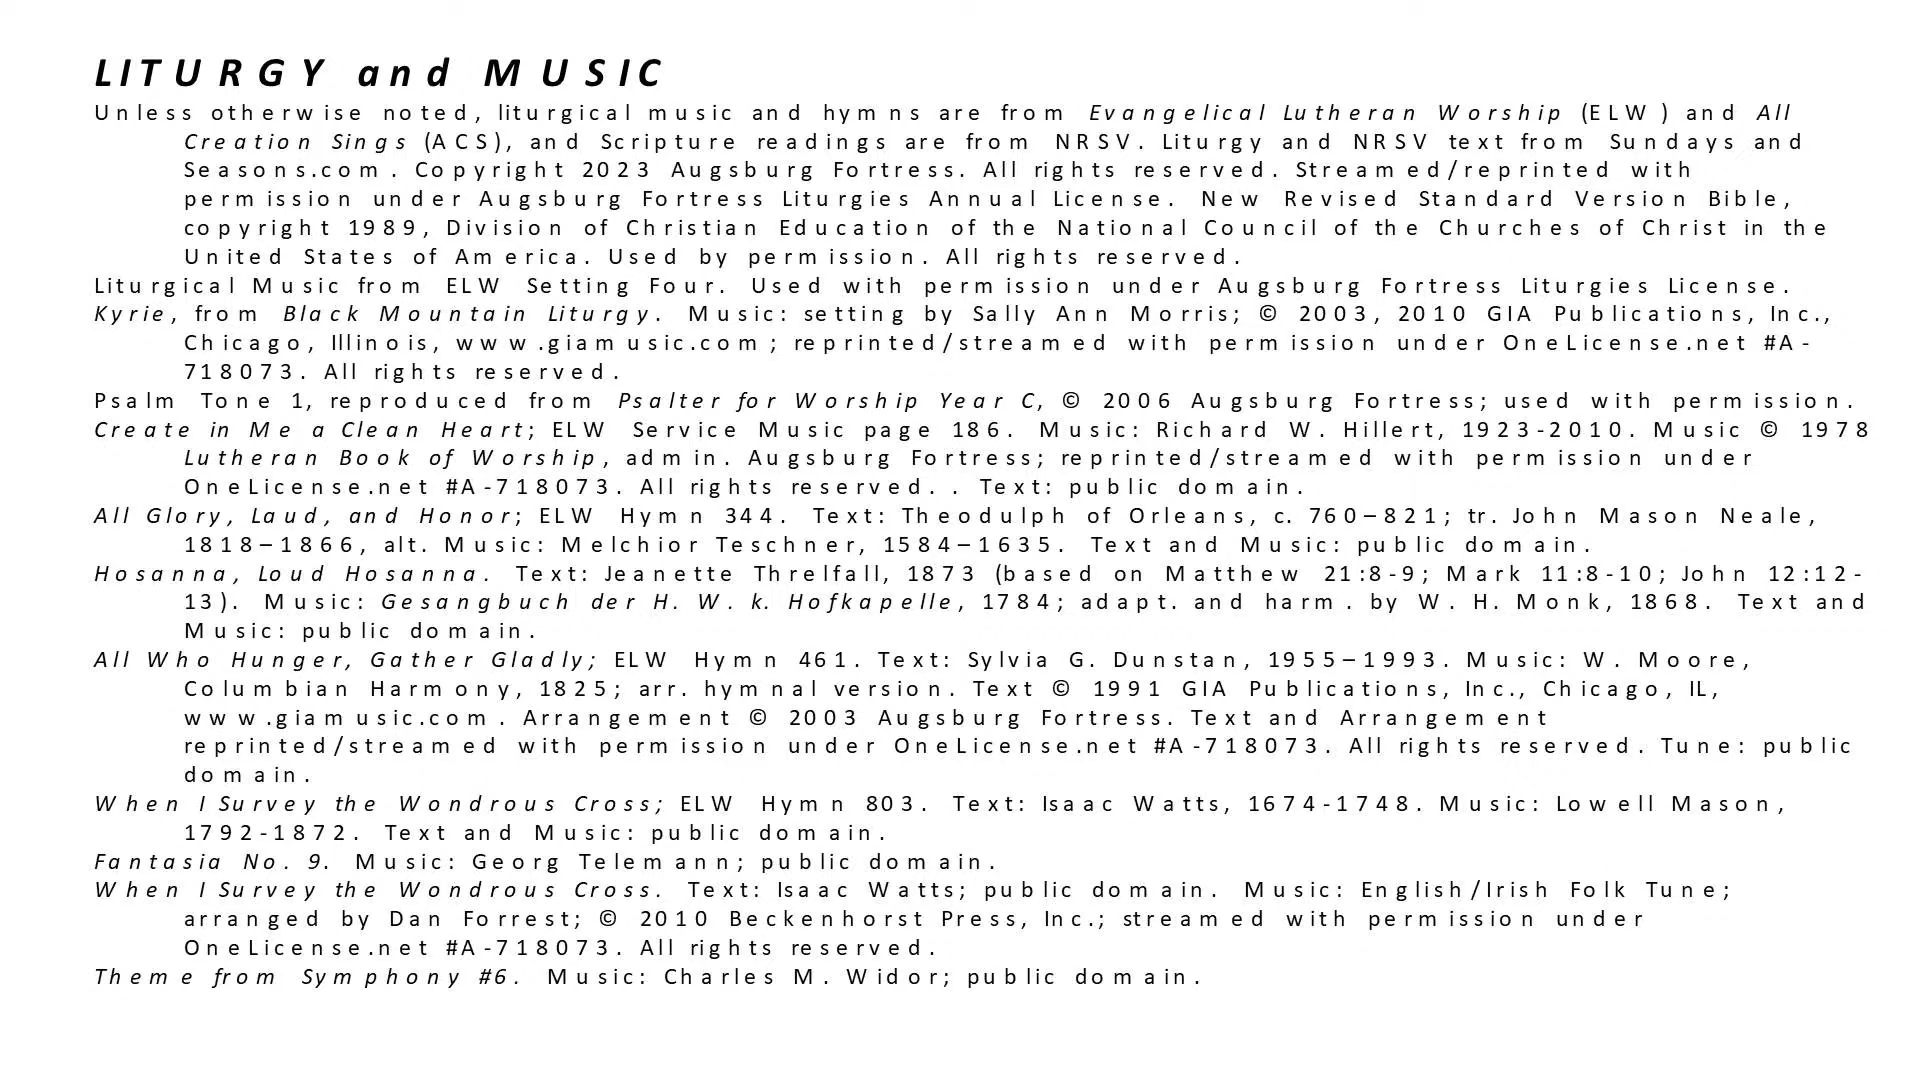 LITURGY and MUSIC
Unless otherwise noted, liturgical music and hymns are from Evangelical Lutheran Worship (ELW) and All
Creation Sings (ACS), and Scripture readings are from NRSV. Liturgy and NRSV text from Sundays and
Seasons.com. Copyright 2023 Augsburg Fortress. All rights reserved. Streamed/reprinted with
permission under Augsburg Fortress Liturgies Annual License. New Revised Standard Version Bible,
copyright 1989, Division of Christian Education of the National Council of the Churches of Christ in the
United States of America. Used by permission. All rights reserved.
Liturgical Music from ELW Setting Four. Used with permission under Augsburg Fortress Liturgies License.
Kyrie, from Black Mountain Liturgy. Music: setting by Sally Ann Morris; © 2003, 2010 GIA Publications, Inc.,
Chicago, Illinois, www.giamusic.com; reprinted/streamed with permission under OneLicense.net #A-
718073. All rights reserved.
Psalm Tone 1, reproduced from Psalter for Worship Year C, © 2006 Augsburg Fortress; used with permission.
Create in Me a Clean Heart; ELW Service Music page 186. Music: Richard W. Hillert, 1923-2010. Music © 1978
Lutheran Book of Worship, admin. Augsburg Fortress; reprinted/streamed with permission under
OneLicense.net #A-718073. All rights reserved. . Text: public domain.
All Glory, Laud, and Honor; ELW Hymn 344. Text: Theodulph of Orleans, c. 760–821; tr. John Mason Neale,
1818–1866, alt. Music: Melchior Teschner, 1584–1635. Text and Music: public domain.
Hosanna, Loud Hosanna. Text: Jeanette Threlfall, 1873 (based on Matthew 21:8-9; Mark 11:8-10; John 12:12-
13). Music: Gesangbuch der H. W. k. Hofkapelle, 1784; adapt. and harm. by W. H. Monk, 1868. Text and
Music: public domain.
All Who Hunger, Gather Gladly; ELW Hymn 461. Text: Sylvia G. Dunstan, 1955–1993. Music: W. Moore,
Columbian Harmony, 1825; arr. hymnal version. Text © 1991 GIA Publications, Inc., Chicago, IL,
www.giamusic.com. Arrangement © 2003 Augsburg Fortress. Text and Arrangement
reprinted/streamed with permission under OneLicense.net #A-718073. All rights reserved. Tune: public
domain.
When I Survey the Wondrous Cross; ELW Hymn 803. Text: Isaac Watts, 1674-1748. Music: Lowell Mason,
1792-1872. Text and Music: public domain.
Fantasia No. 9. Music: Georg Telemann; public domain.
When I Survey the Wondrous Cross. Text: Isaac Watts; public domain. Music: English/Irish Folk Tune;
arranged by Dan Forrest; © 2010 Beckenhorst Press, Inc.; streamed with permission under
OneLicense.net #A-718073. All rights reserved.
Theme from Symphony #6. Music: Charles M. Widor; public domain.